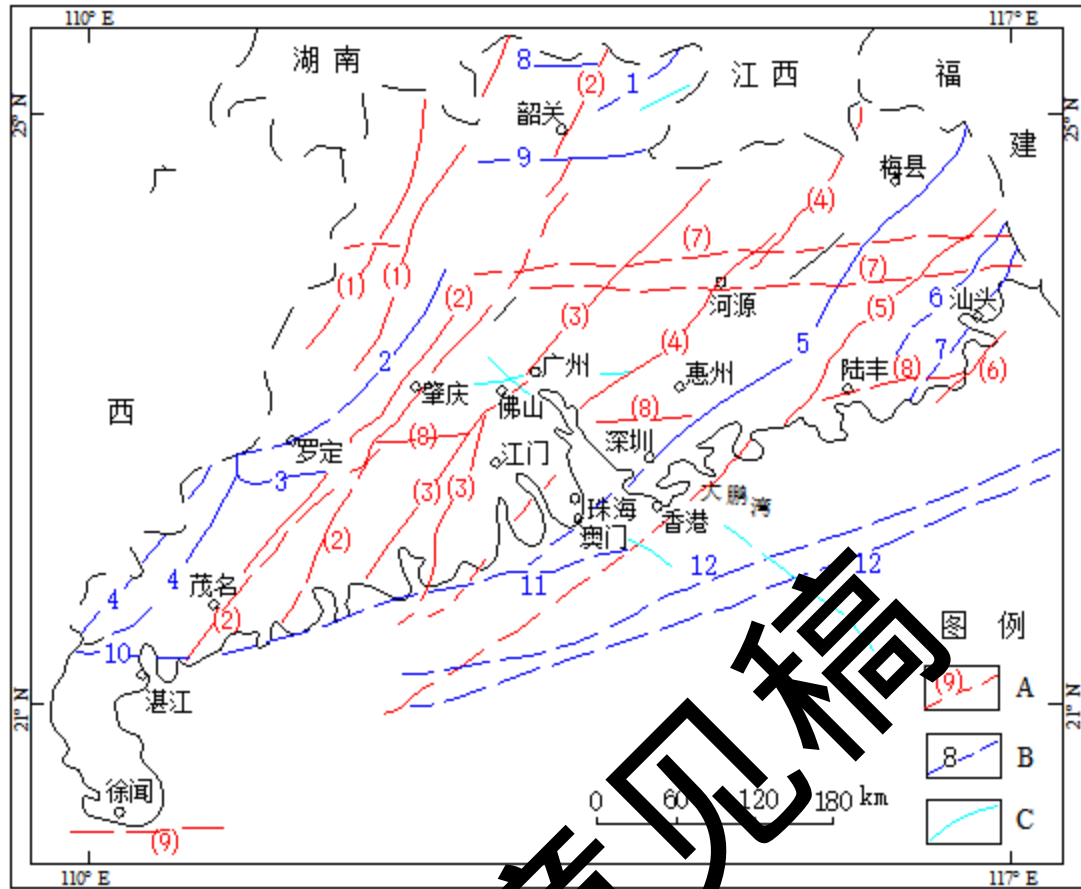 110° E
117° E
湖南
8
(2)
1
江西
福
25° N
韶关
25° N
建
9
梅县
广
(4)
(7)
(1)
(1)
(2)
(7)
河源
(3)
(5)
6
汕头
(4)
5
7
2
广州
惠州
陆丰
(8)
(6)
肇庆
佛山
西
(8)
(8)
深圳
罗定
江门
3
(3)
(3)
大鹏湾
珠海
香港
(2)
澳门
12
12
4
4
11
茂名
(2)
图 例
10
(9) A
湛江
21° N
21° N
8 B
徐闻
0 60 120 180 km
C
(9)
110° E
117° E
意见稿